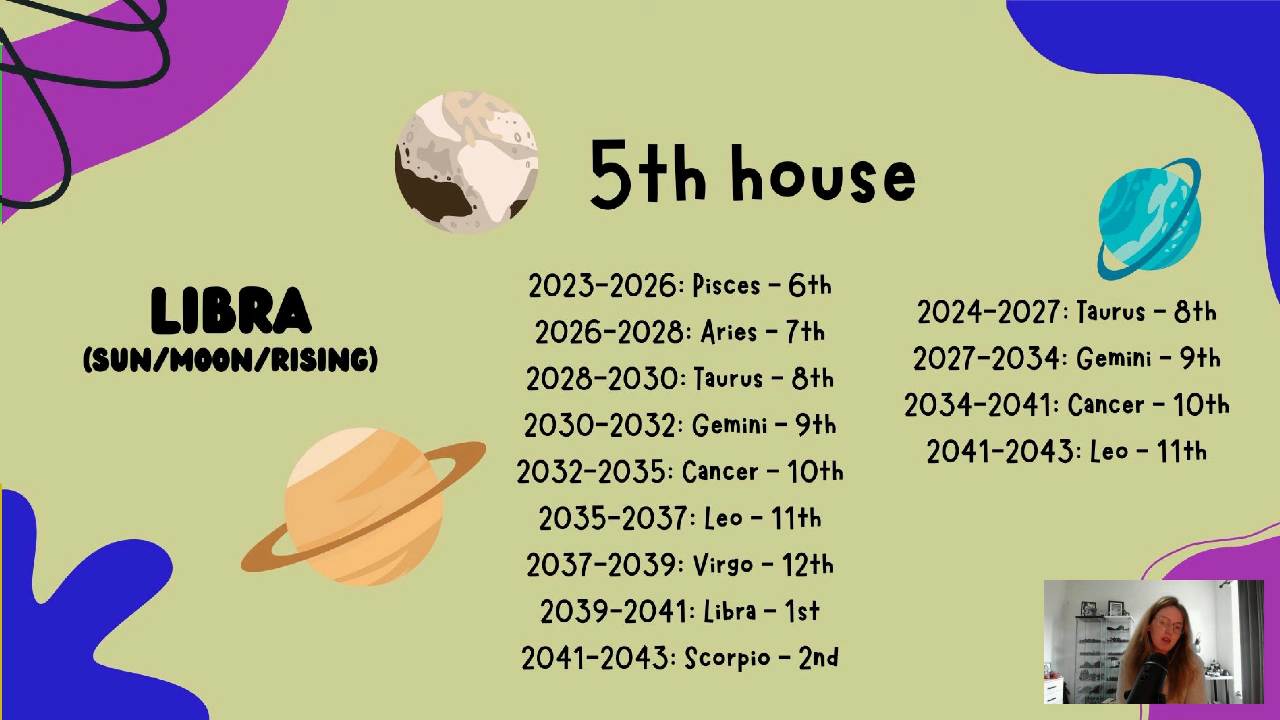 5th house
LIBRA
(SUN/MOON/RISING)
2023-2026: Pisces - 6th
2026-2028: Aries - 7th
2028-2030: Taurus - 8th
2030-2032: Gemini - 9th
2032-2035: Cancer - 10th
2035-2037: Leo - 11th
2037-2039: Virgo - 12th
2039-2041: Libra - 1st
2041-2043: Scorpio - 2nd
2024-2027: Taurus - 8th
2027-2034: Gemini - 9th
2034-2041: Cancer - 10th
2041-2043: Leo - 11th